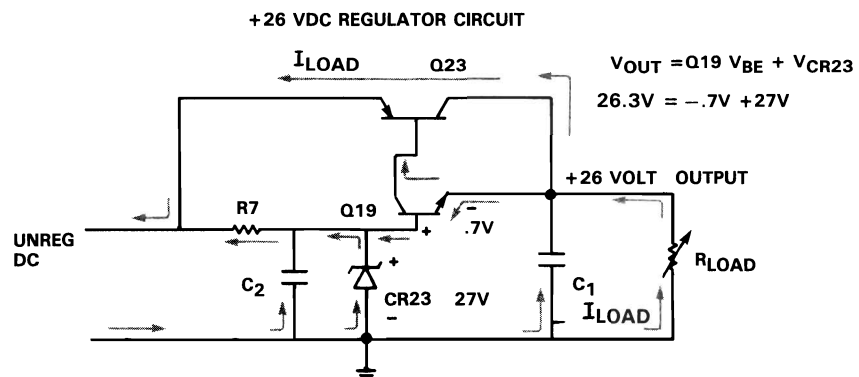 +26 VDC REGULATOR CIRCUIT
ILOAD
Q23
VOUT =Q19 VBE + VCR23
26.3V = −.7V +27V
+26 VOLT OUTPUT
R7
Q19
−
.7V
+
UNREG
DC
+
C2
CR23 27V
−
C1
ILOAD
RLOAD